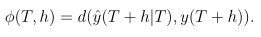 ϕ(T, h) = d(ŷ(T + h|T), y(T + h)).